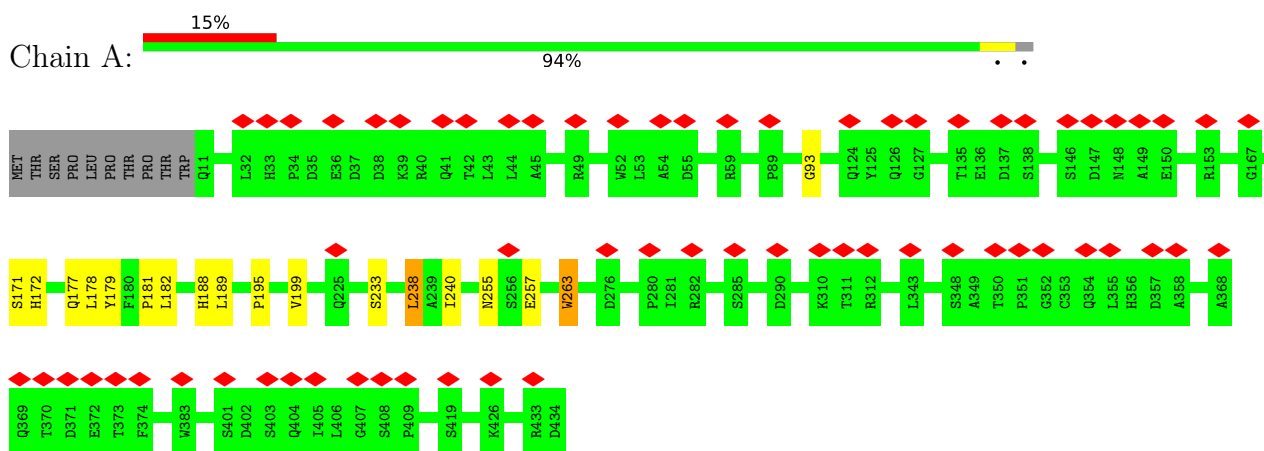 15%
Chain A:
94%
• •
MET THR SER PRO LEU PRO THR PRO THR TRP Q11 L32 H33 P34 D35 E36 D37 D38 K39 R40 Q41 T42 L43 L44 A45 R49 W52 L53 A54 D55 R59 P89 G93 Q124 Y125 Q126 G127 T135 E136 D137 S138 S146 D147 N148 A149 E150 R153 G167
S171 H172 Q177 L178 Y179 F180 P181 L182 H188 L189 P195 V199 Q225 S233 L238 A239 I240 N255 S256 E257 W263 D276 P280 I281 R282 S285 D290 K310 T311 R312 L343 S348 A349 T350 P351 G352 C353 Q354 L355 H356 D357 A358 A368
Q369 T370 D371 E372 T373 F374 W383 S401 D402 S403 Q404 I405 L406 G407 S408 P409 S419 K426 R433 D434